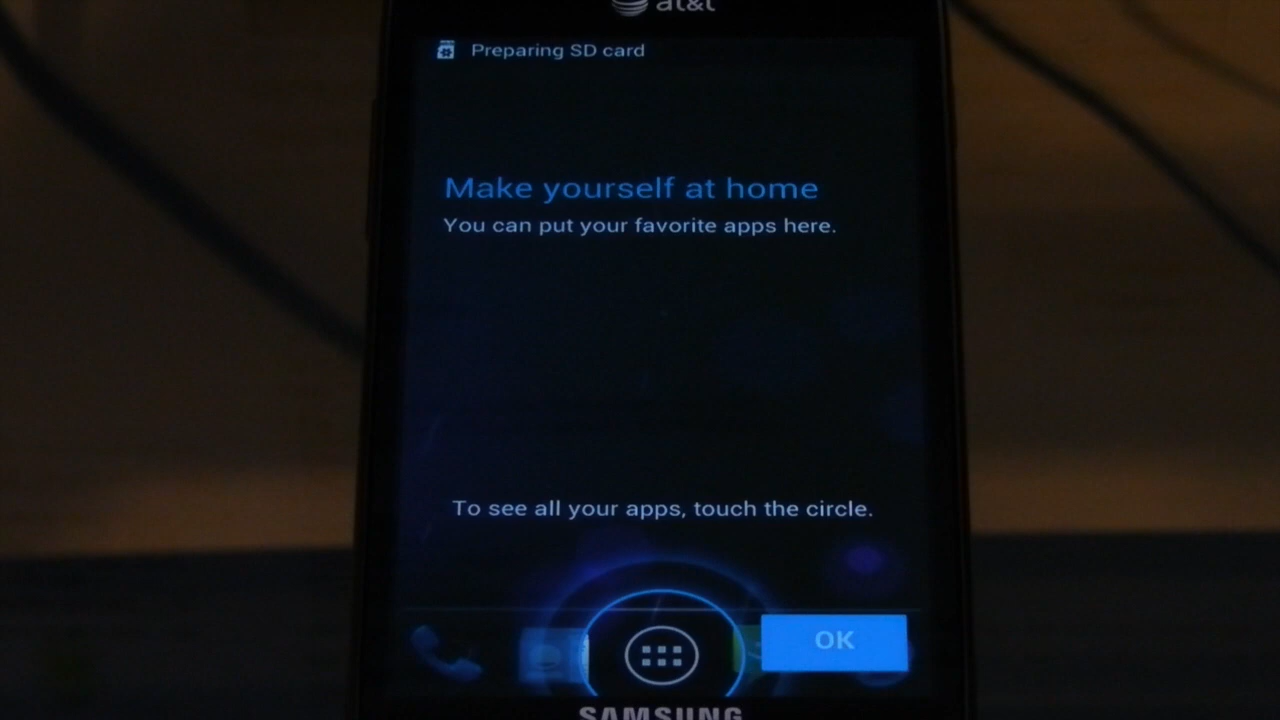 at&t
Preparing SD card
Make yourself at home
You can put your favorite apps here.
To see all your apps, touch the circle.
OK
SAMSUNG